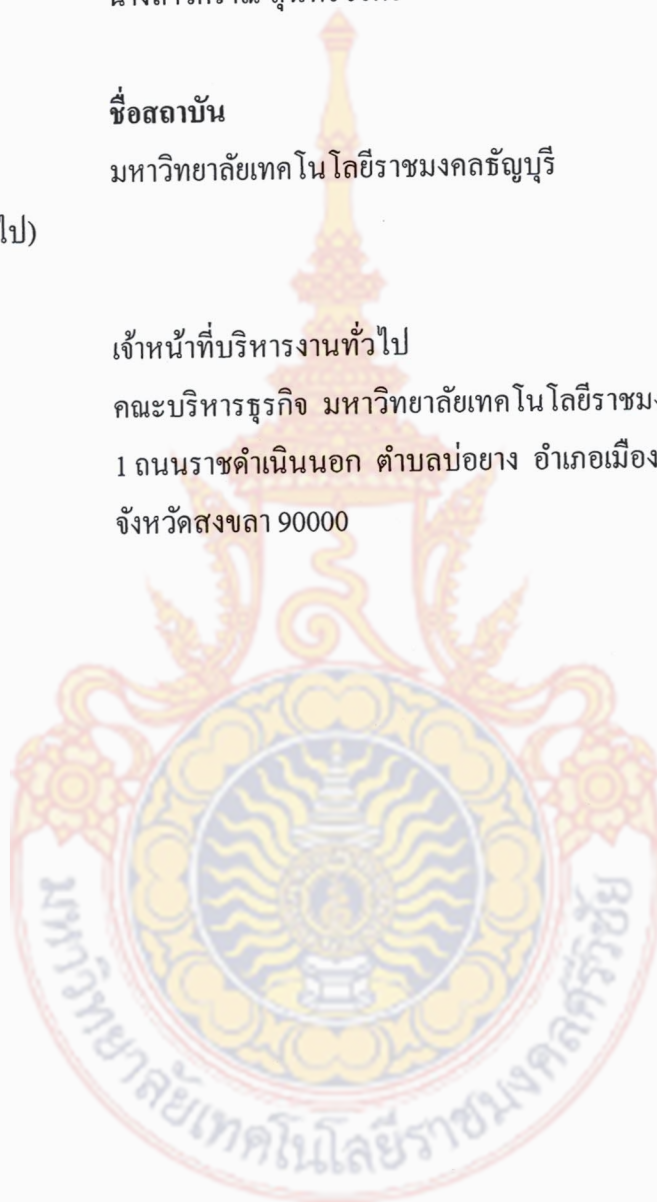 ชื่อสถาบัน
มหาวิทยาลัยเทคโนโลยีราชมงคลธัญบุรี
ไป)
เจ้าหน้าที่บริหารงานทั่วไป
คณะบริหารธุรกิจ มหาวิทยาลัยเทคโนโลยีราชม
1 ถนนราชดำเนินนอก ตำบลบ่อยาง อำเภอเมือง
จังหวัดสงขลา 90000
มหาวิทยาลัยเทคโนโลยีราชมงคลศรีวิชัย